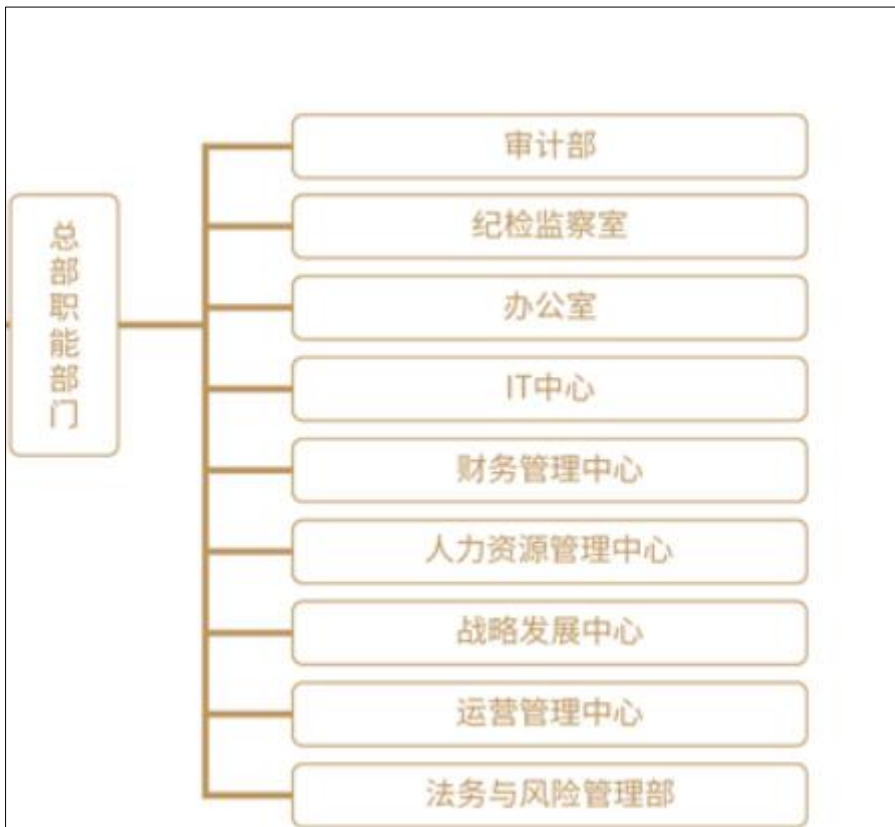 总部职能部门
审计部
纪检监察室
办公室
IT中心
财务管理中心
人力资源管理中心
战略发展中心
运营管理中心
法务与风险管理部